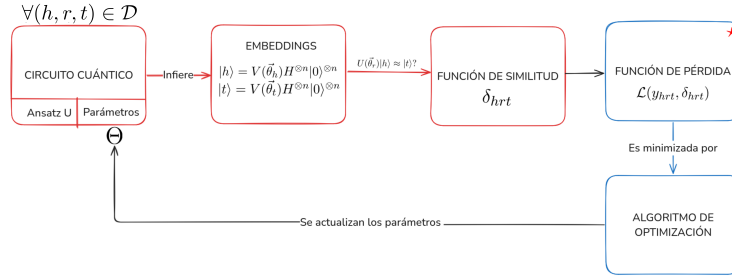 ∀(h, r, t) ∈ 𝒟
CIRCUITO CUÁNTICO
Ansatz U
Parámetros
Θ
Infiere
EMBEDDINGS
|h⟩ = V(θ⃗_h)H^{⊗n}|0⟩^{⊗n}
|t⟩ = V(θ⃗_t)H^{⊗n}|0⟩^{⊗n}
U(θ⃗_r)|h⟩ ≈ |t⟩?
FUNCIÓN DE SIMILITUD
δ_{hrt}
FUNCIÓN DE PÉRDIDA
ℒ(y_{hrt}, δ_{hrt})
Es minimizada por
ALGORITMO DE
OPTIMIZACIÓN
Se actualizan los parámetros